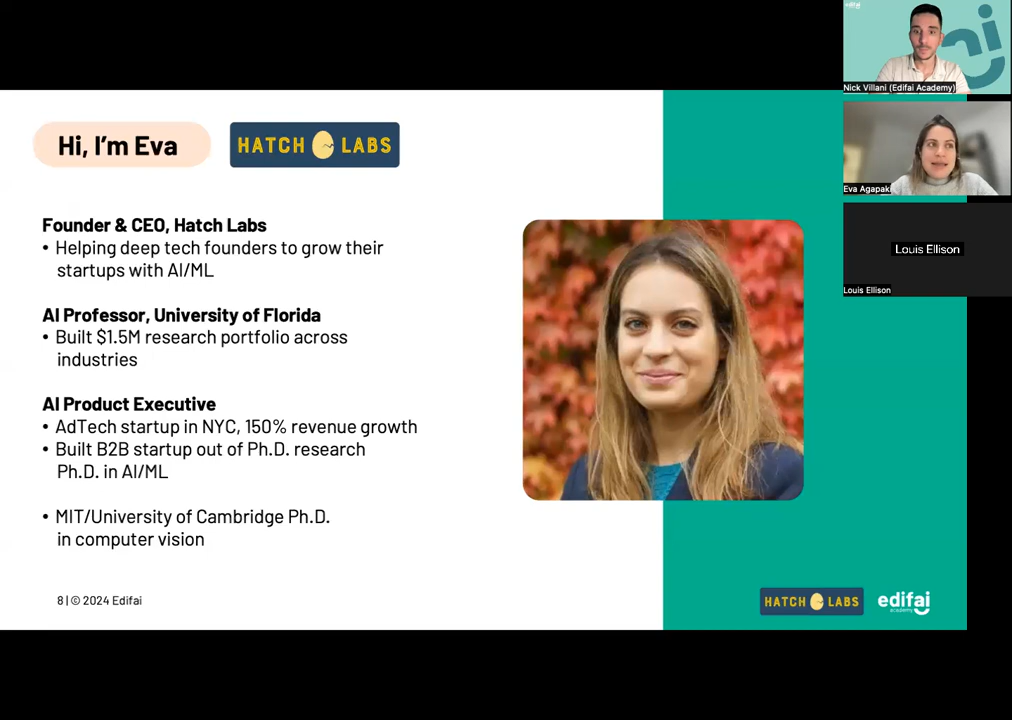 Hi, I'm Eva
HATCH LABS
Founder & CEO, Hatch Labs
• Helping deep tech founders to grow their
startups with AI/ML
AI Professor, University of Florida
• Built $1.5M research portfolio across
industries
AI Product Executive
• AdTech startup in NYC, 150% revenue growth
• Built B2B startup out of Ph.D. research
Ph.D. in AI/ML
• MIT/University of Cambridge Ph.D.
in computer vision
8 | © 2024 Edifai
HATCH LABS
edifai
academy
edifai
Nick Villani (Edifai Academy)
Eva Agapak
Louis Ellison
Louis Ellison